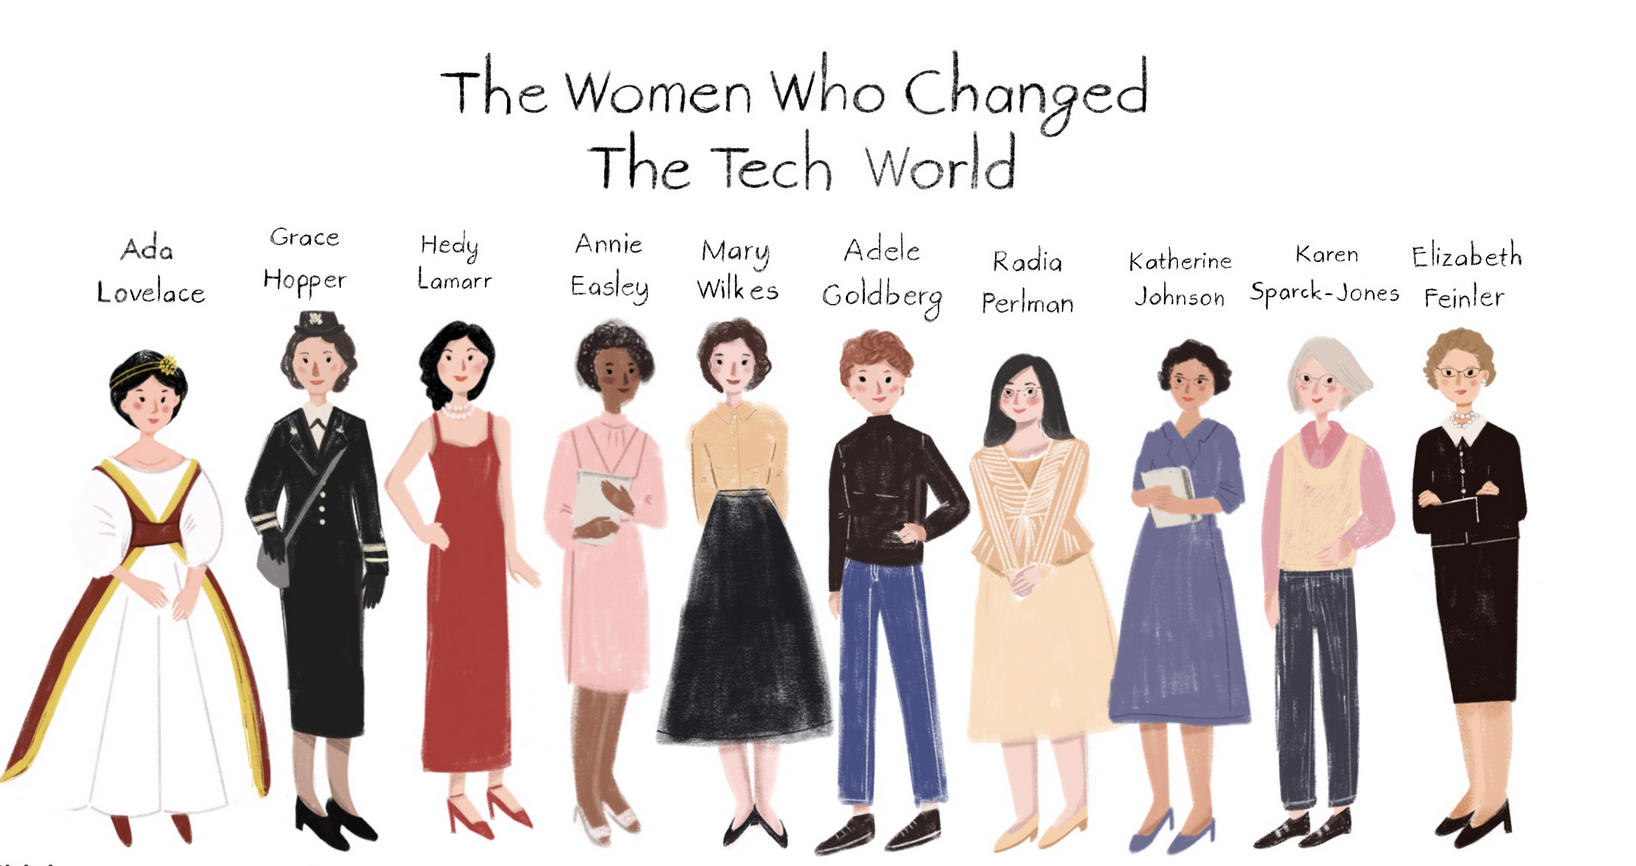 The Women Who Changed
The Tech World
Ada
Lovelace
Grace
Hopper
Hedy
Lamarr
Annie
Easley
Mary
Wilkes
Adele
Goldberg
Radia
Perlman
Katherine
Johnson
Karen
Sparck-Jones
Elizabeth
Feinler